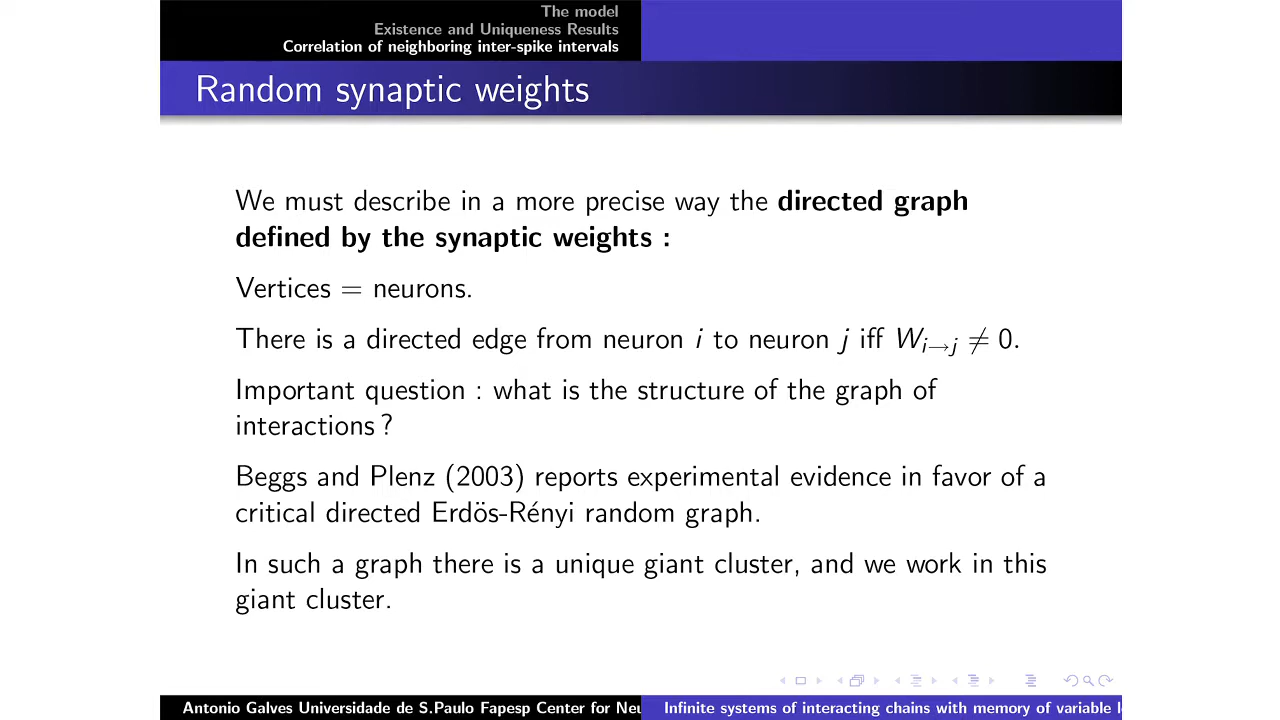 The model
Existence and Uniqueness Results
Correlation of neighboring inter-spike intervals
Random synaptic weights
We must describe in a more precise way the directed graph
defined by the synaptic weights :
Vertices = neurons.
There is a directed edge from neuron i to neuron j iff W_{i→j} ≠ 0.
Important question : what is the structure of the graph of
interactions ?
Beggs and Plenz (2003) reports experimental evidence in favor of a
critical directed Erdös-Rényi random graph.
In such a graph there is a unique giant cluster, and we work in this
giant cluster.
Antonio Galves Universidade de S.Paulo Fapesp Center for
Infinite systems of interacting chains with memory of variable